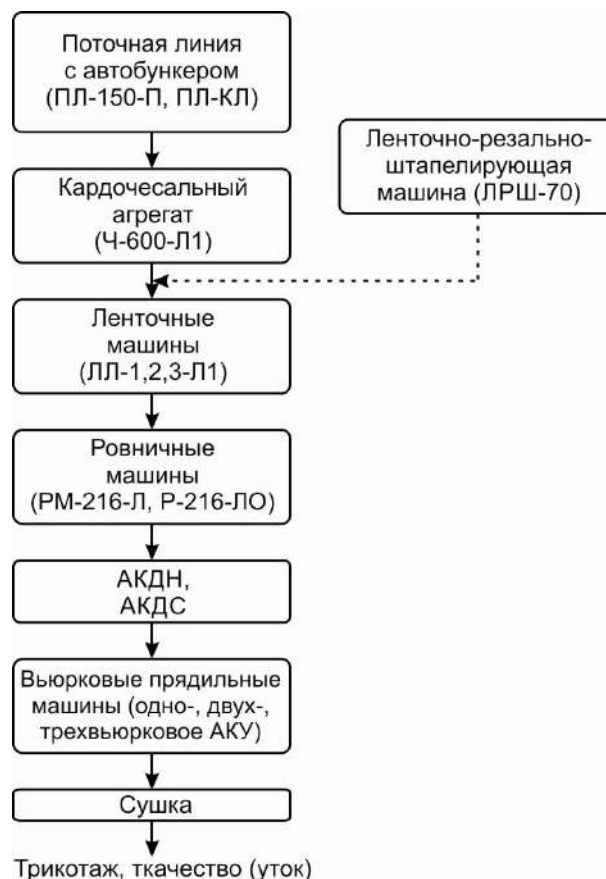 Поточная линия
с автобункером
(ПЛ-150-П, ПЛ-КЛ)
Ленточно-резально-
штапелирующая
машина (ЛРШ-70)
Кардочесальный
агрегат
(Ч-600-Л1)
Ленточные
машины
(ЛЛ-1,2,3-Л1)
Ровничные
машины
(РМ-216-Л, Р-216-ЛО)
АКДН,
АКДС
Вьюрковые прядильные
машины (одно-, двух-,
трехвьюрковое АКУ)
Сушка
Трикотаж, ткачество (уток)